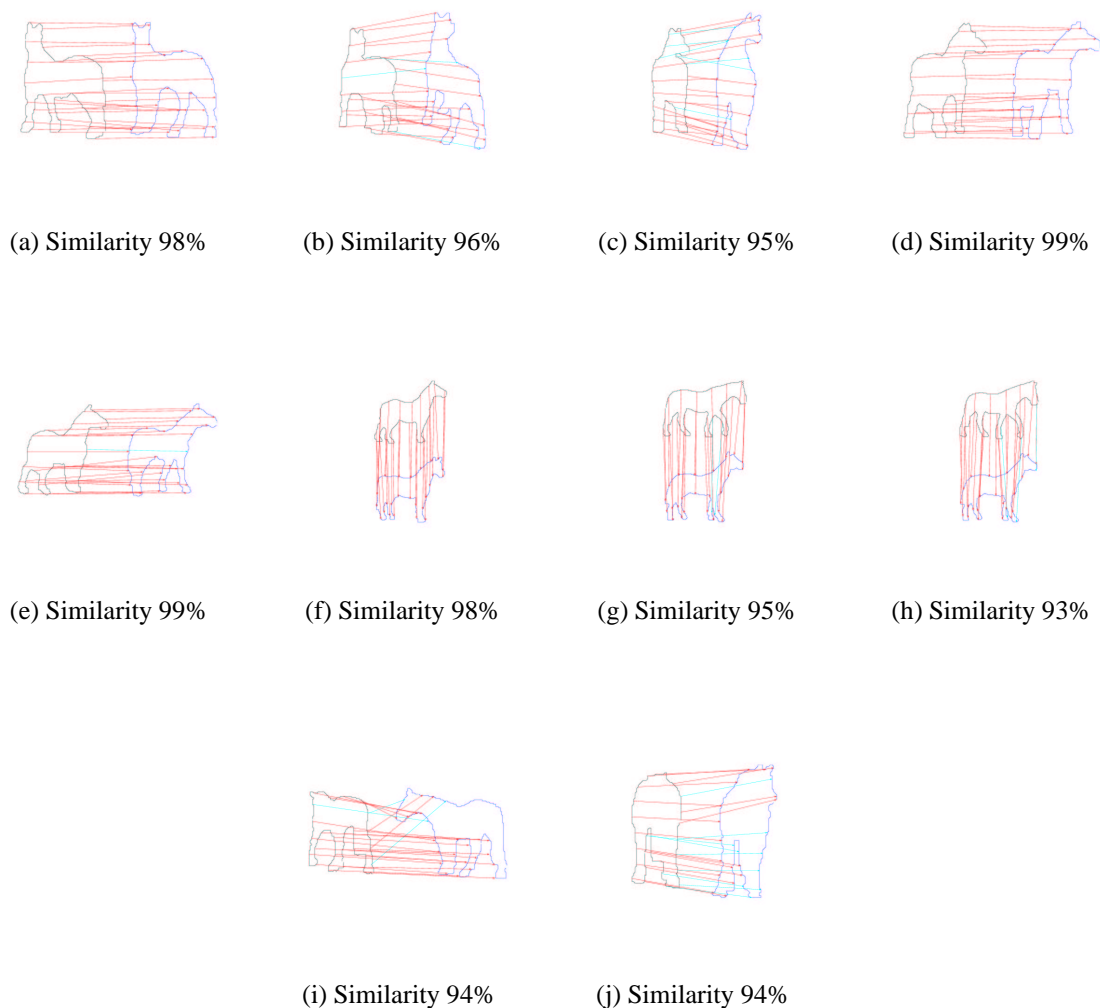 (a) Similarity 98%
(b) Similarity 96%
(c) Similarity 95%
(d) Similarity 99%
(e) Similarity 99%
(f) Similarity 98%
(g) Similarity 95%
(h) Similarity 93%
(i) Similarity 94%
(j) Similarity 94%